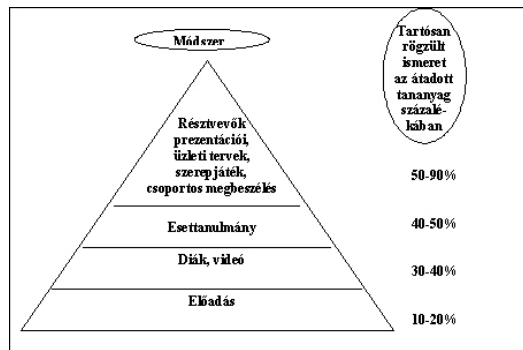 Módszer
Tartósan
rögzült
ismeret
az átadott
tananyag
százalé-
kában
Résztvevők
prezentációi,
üzleti tervek,
szerepjáték,
csoportos megbeszélés
50-90%
Esettanulmány
40-50%
Diák, videó
30-40%
Előadás
10-20%